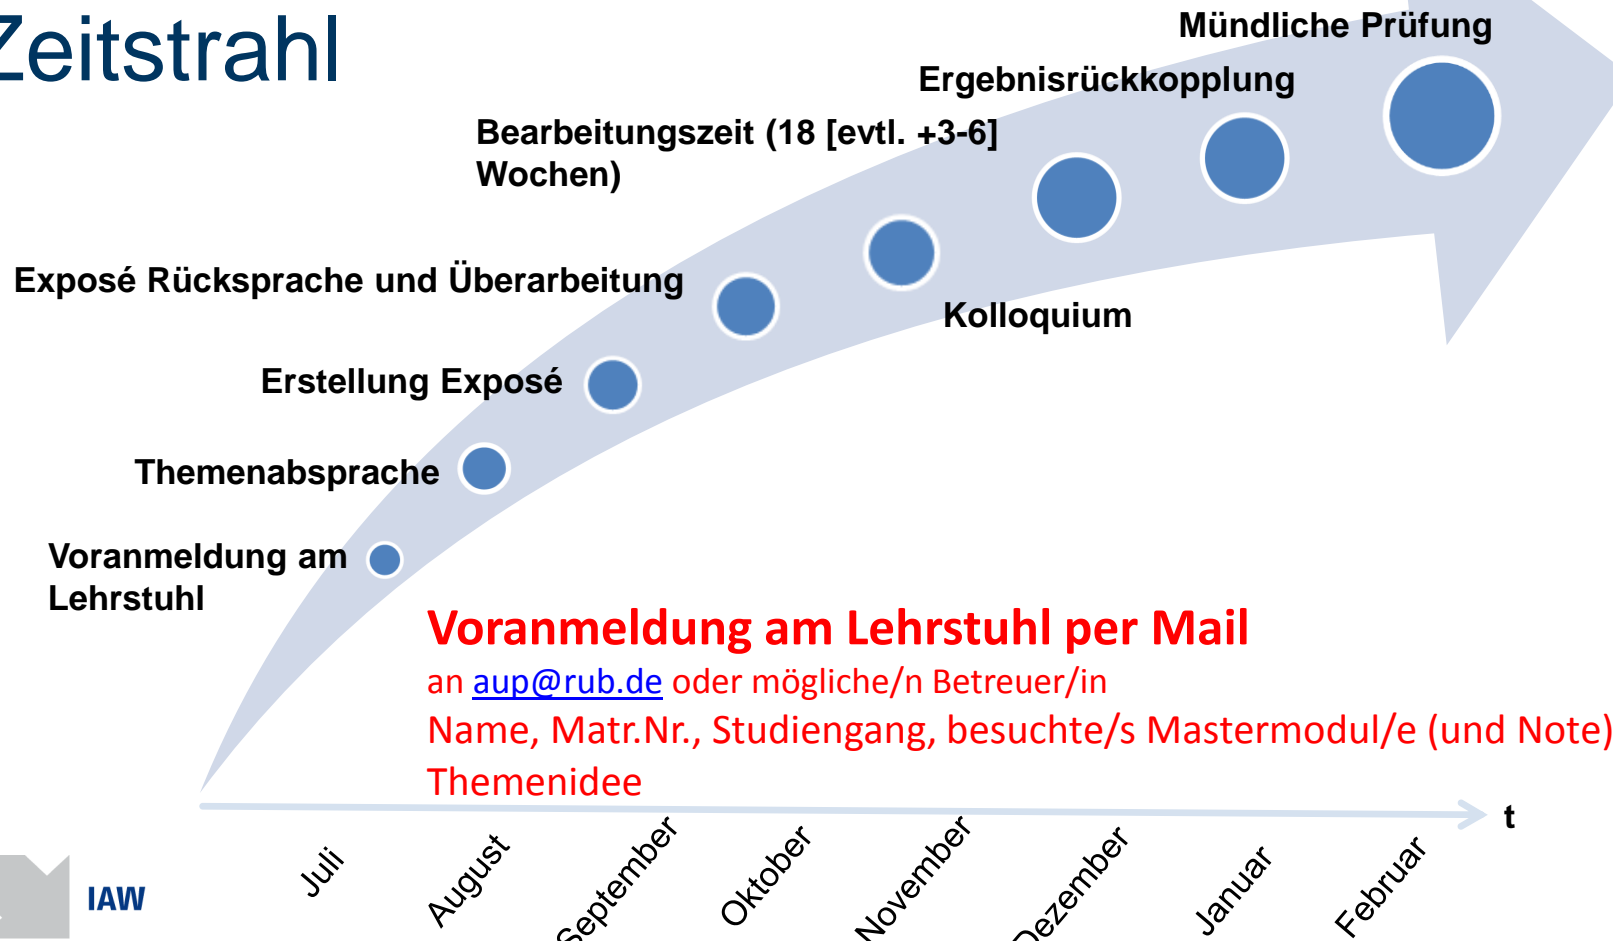 Zeitstrahl
Mündliche Prüfung
Ergebnisrückkopplung
Bearbeitungszeit (18 [evtl. +3-6]
Wochen)
Exposé Rücksprache und Überarbeitung
Kolloquium
Erstellung Exposé
Themenabsprache
Voranmeldung am
Lehrstuhl
Voranmeldung am Lehrstuhl per Mail
an aup@rub.de oder mögliche/n Betreuer/in
Name, Matr.Nr., Studiengang, besuchte/s Mastermodul/e (und Note)
Themenidee
t
Juli
August
September
Oktober
November
Dezember
Januar
Februar
IAW